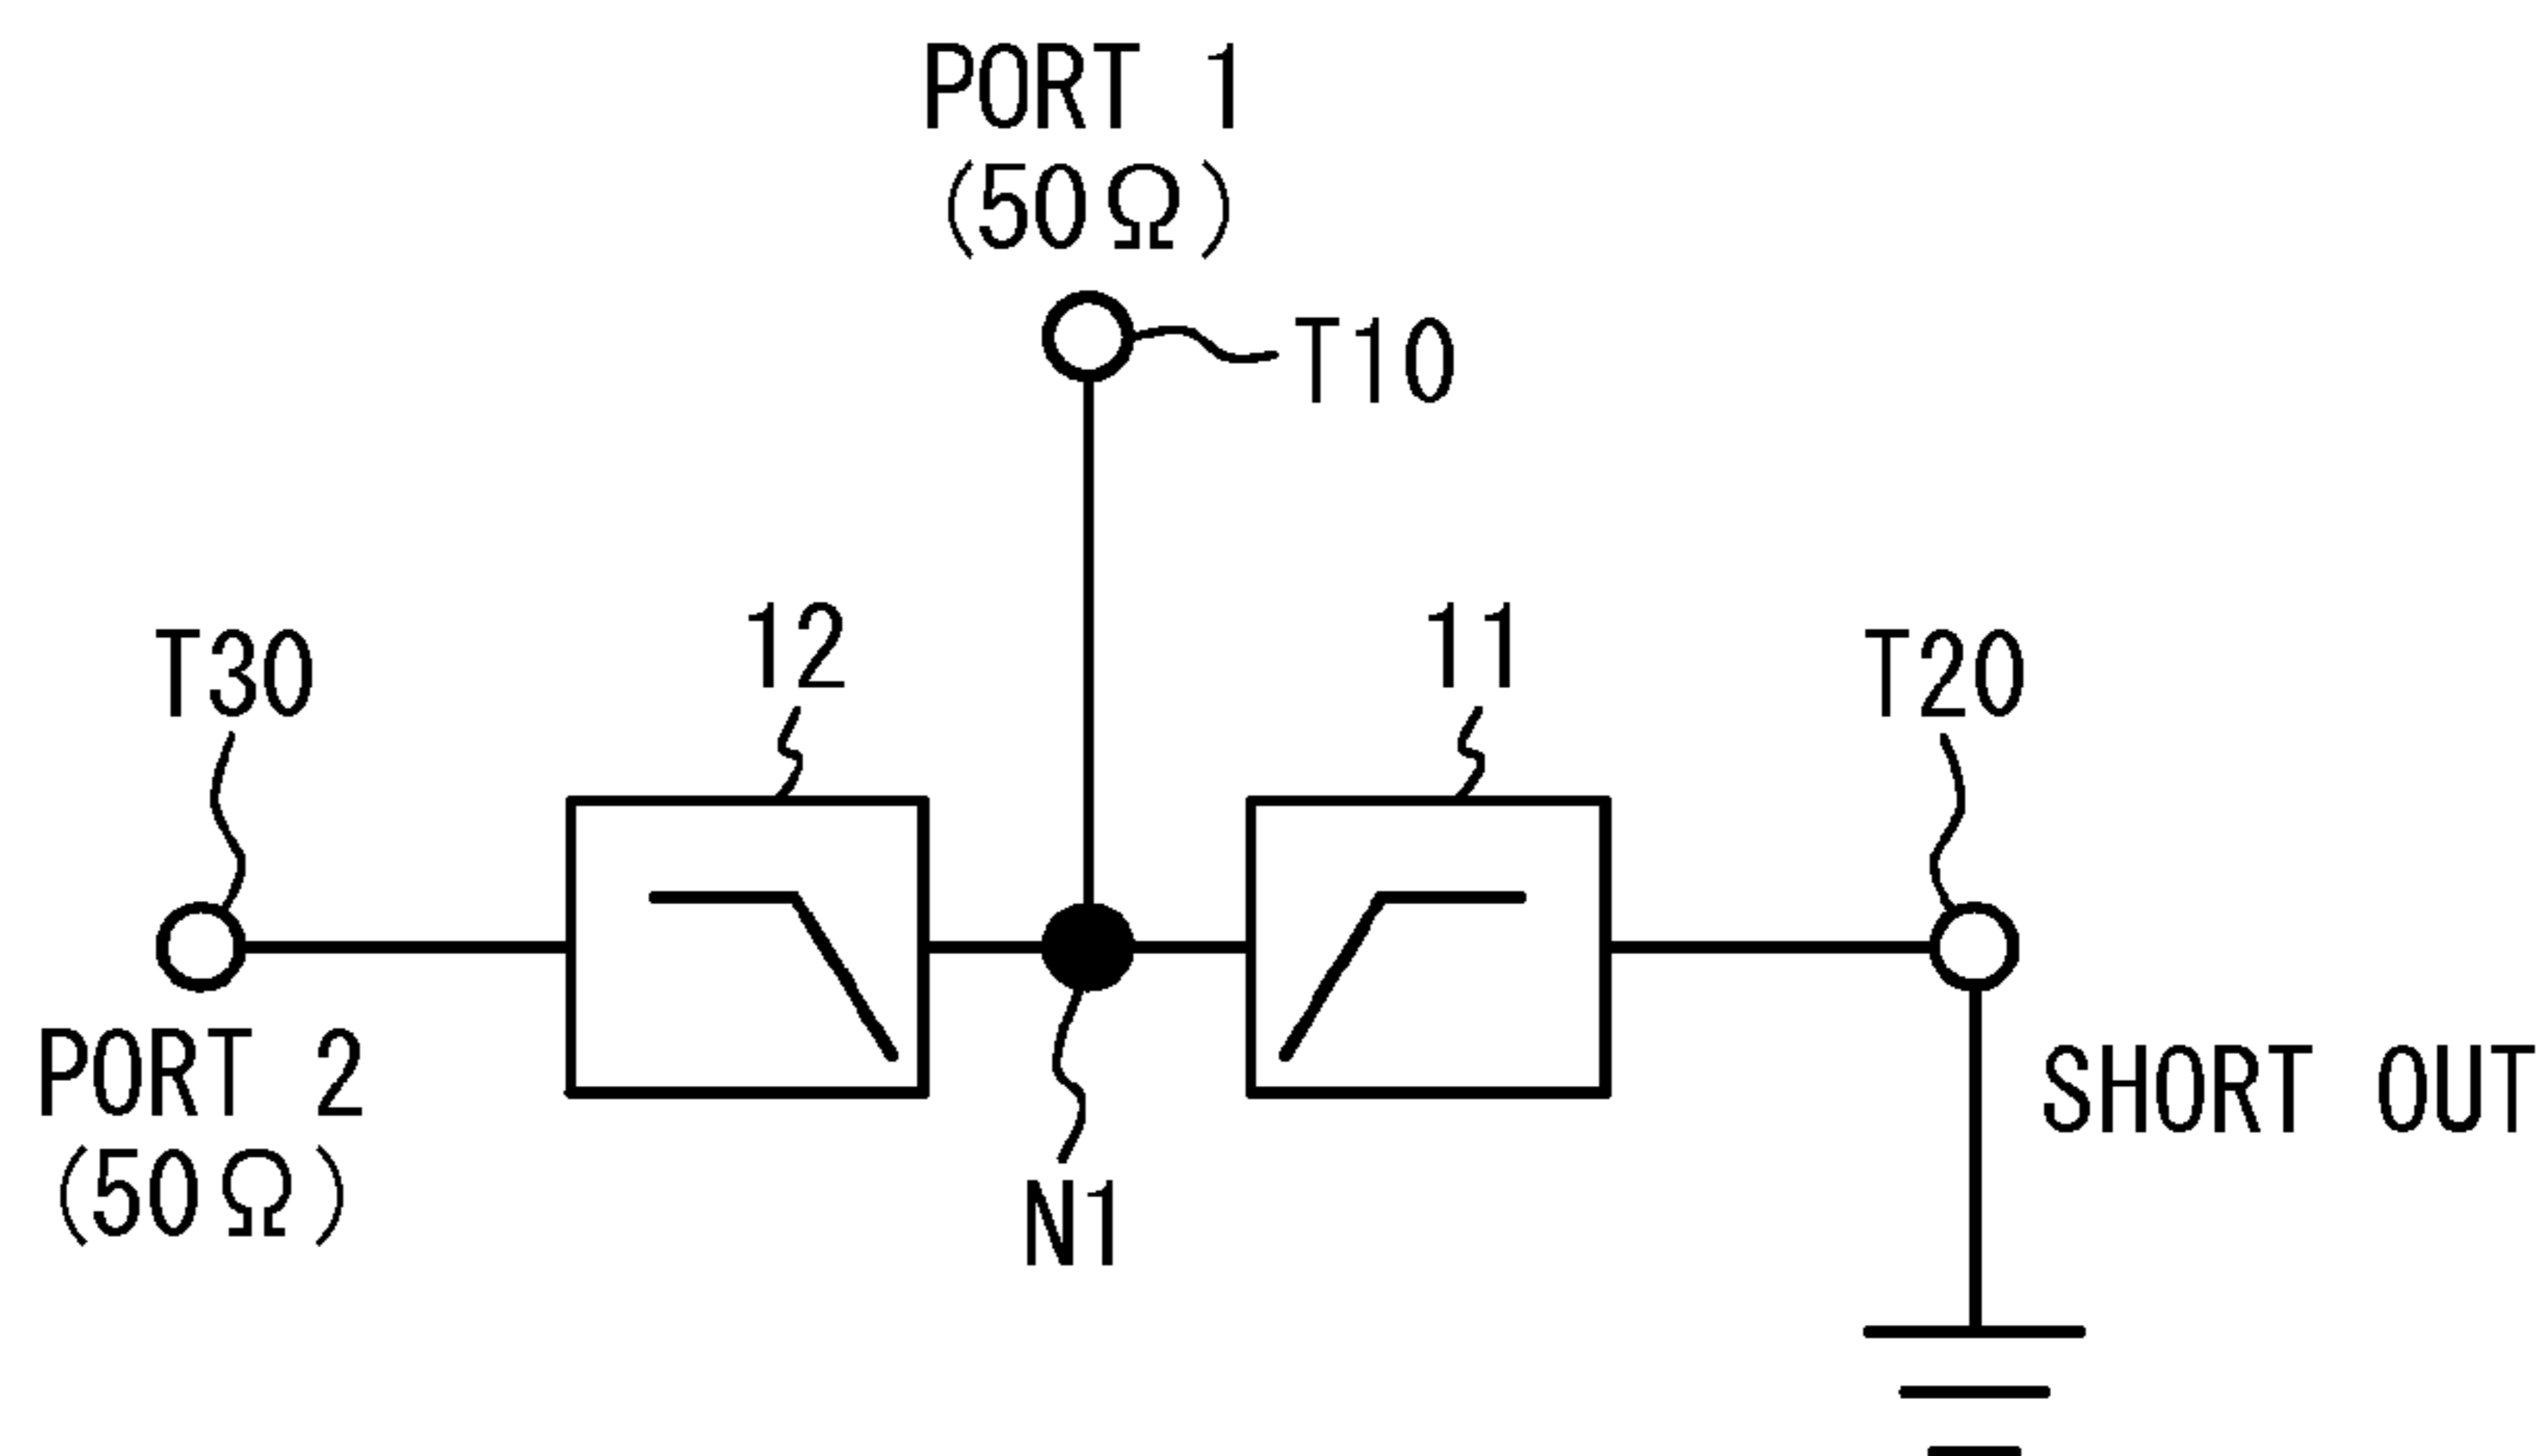 PORT 1
(50Ω)
T10
T30
12
11
T20
PORT 2
(50Ω)
N1
SHORT OUT